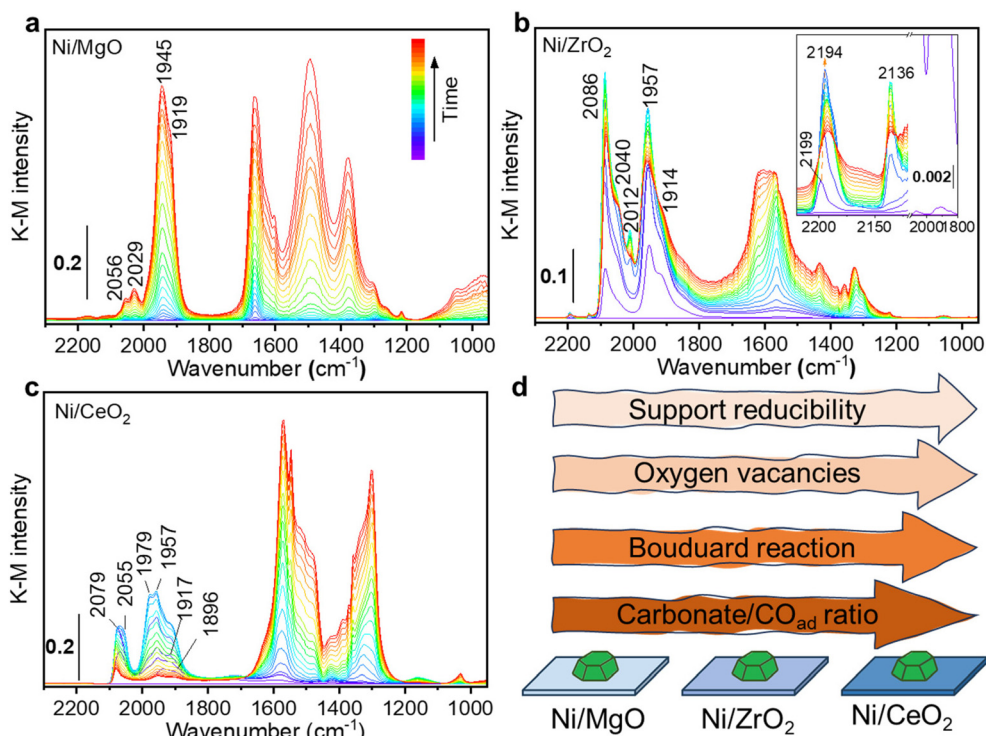 a
Ni/MgO
1945
1919
2056
2029
0.2
Time
K-M intensity
2200 2000 1800 1600 1400 1200 1000
Wavenumber (cm⁻¹)
b
Ni/ZrO₂
2086
2040
2012
1957
1914
0.1
2194
2136
2199
0.002
2200 2150 2000 1800
K-M intensity
2200 2000 1800 1600 1400 1200 1000
Wavenumber (cm⁻¹)
c
Ni/CeO₂
2079
2055
1979
1957
1917
1896
0.2
K-M intensity
2200 2000 1800 1600 1400 1200 1000
Wavenumber (cm⁻¹)
d
Support reducibility
Oxygen vacancies
Bouduard reaction
Carbonate/COad ratio
Ni/MgO
Ni/ZrO₂
Ni/CeO₂